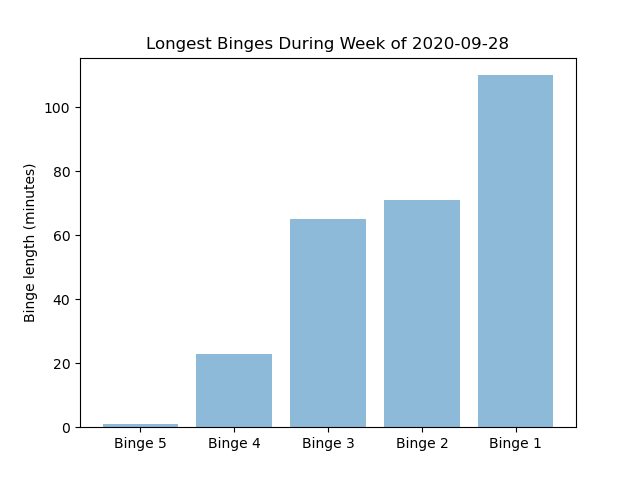 Longest Binges During Week of 2020-09-28
Binge length (minutes)
100
80
60
40
20
0
Binge 5
Binge 4
Binge 3
Binge 2
Binge 1